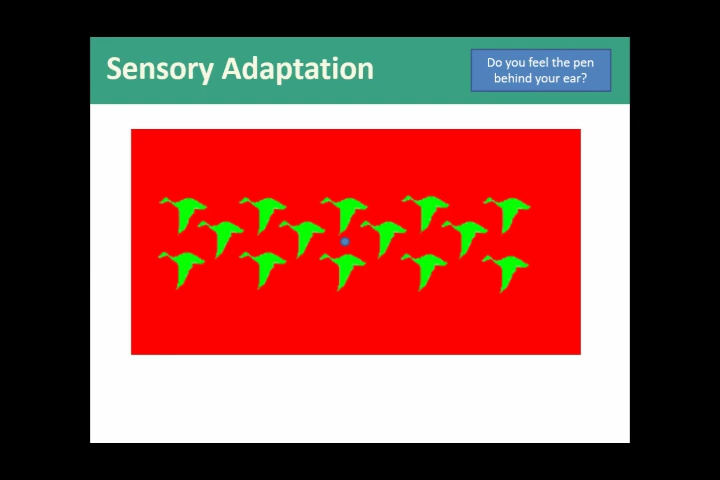 Sensory Adaptation
Do you feel the pen
behind your ear?